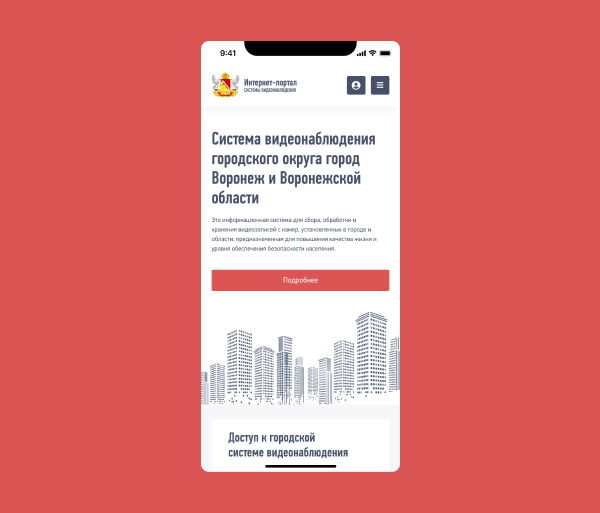 9:41
Интернет-портал
системы видеонаблюдения
Система видеонаблюдения
городского округа город
Воронеж и Воронежской
области
Это информационная система для сбора, обработки и
хранения видеозаписей с камер, установленных в городе и
области, предназначенная для повышения качества жизни и
уровня обеспечения безопасности населения.
Подробнее
Доступ к городской
системе видеонаблюдения